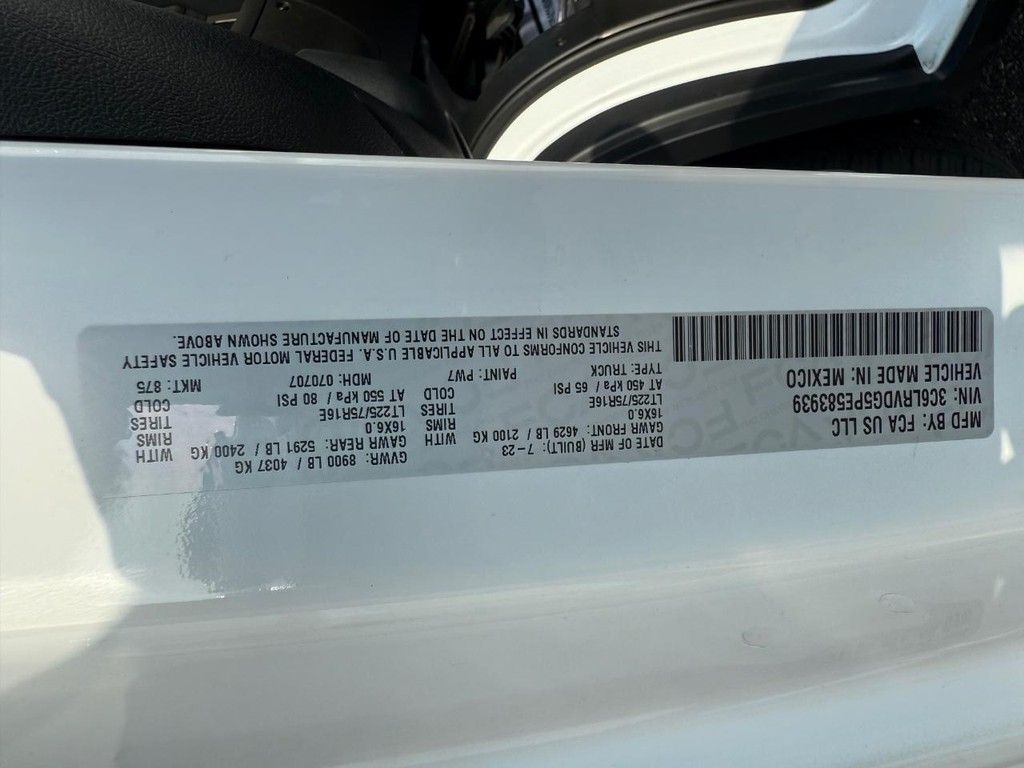 MFD BY: FCA US LLC
VIN: 3C6LRVDG5PE583939
VEHICLE MADE IN: MEXICO
DATE OF MFR (BUILT): 7-23
GAWR FRONT: 4629 LB / 2100 KG WITH
16X6.0 RIMS
LT225/75R16E TIRES
AT 450 kPa / 65 PSI COLD
TYPE: TRUCK
PAINT: PW7
GVWR: 8900 LB / 4037 KG
GAWR REAR: 5291 LB / 2400 KG WITH
16X6.0 RIMS
LT225/75R16E TIRES
AT 550 kPa / 80 PSI COLD
MDH: 070707
MKT: 875
THIS VEHICLE CONFORMS TO ALL APPLICABLE U.S.A. FEDERAL MOTOR VEHICLE SAFETY
STANDARDS IN EFFECT ON THE DATE OF MANUFACTURE SHOWN ABOVE.